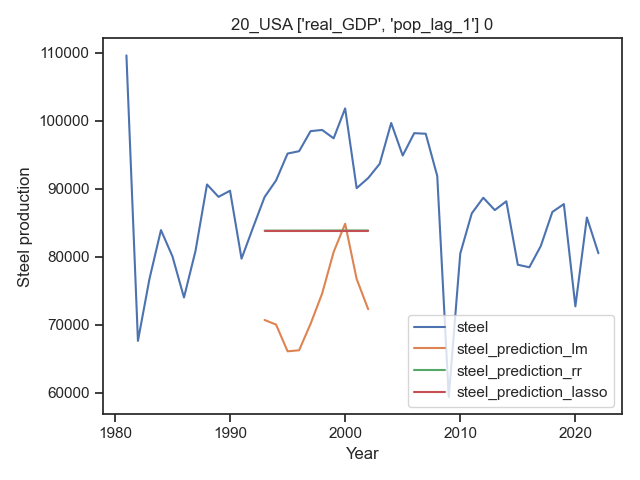 20_USA ['real_GDP', 'pop_lag_1'] 0
110000
100000
90000
80000
70000
60000
Steel production
1980
1990
2000
2010
2020
Year
steel
steel_prediction_lm
steel_prediction_rr
steel_prediction_lasso